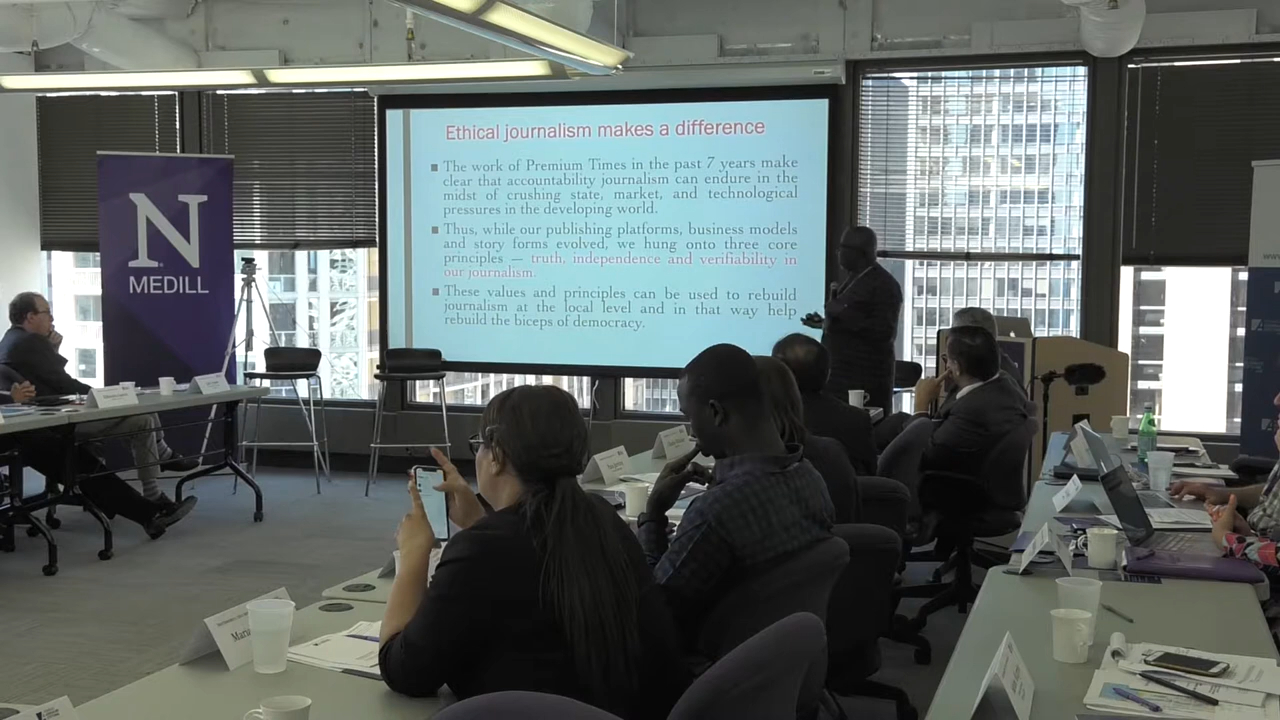 Ethical journalism makes a difference
The work of Premium Times in the past 7 years make
clear that accountability journalism can endure in the
midst of crushing state, market, and technological
pressures in the developing world.
Thus, while our publishing platforms, business models
and story forms evolved, we hung onto three core
principles — truth, independence and verifiability in
our journalism.
These values and principles can be used to rebuild
journalism at the local level and in that way help
rebuild the biceps of democracy.
N
MEDILL